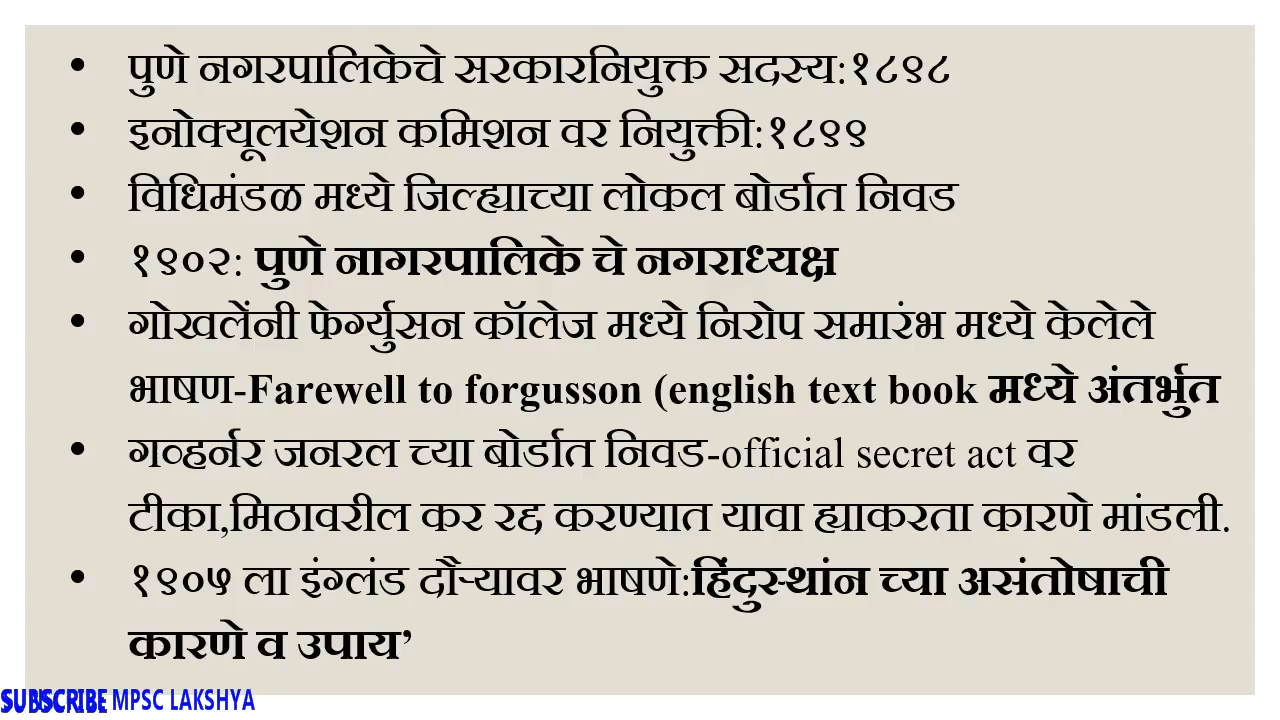 • पुणे नगरपालिकेचे सरकारनियुक्त सदस्य:१८९८
• इनोक्यूलयेशन कमिशन वर नियुक्ती:१८९९
• विधिमंडळ मध्ये जिल्ह्याच्या लोकल बोर्डात निवड
• १९०२: पुणे नागरपालिके चे नगराध्यक्ष
• गोखलेंनी फेर्ग्युसन कॉलेज मध्ये निरोप समारंभ मध्ये केलेले
भाषण-Farewell to forgusson (english text book मध्ये अंतर्भुत
• गव्हर्नर जनरल च्या बोर्डात निवड-official secret act वर
टीका,मिठावरील कर रद्द करण्यात यावा ह्याकरता कारणे मांडली.
• १९०५ ला इंग्लंड दौऱ्यावर भाषणे:हिंदुस्थांन च्या असंतोषाची
कारणे व उपाय’
SUBSCRIBE MPSC LAKSHYA